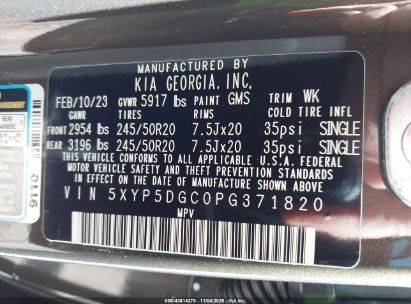 MANUFACTURED BY
KIA GEORGIA, INC.
FEB/10/23 GVWR 5917 lbs PAINT GMS TRIM WK
GAWR TIRES RIMS COLD TIRE INFL
FRONT 2954 lbs 245/50R20 7.5Jx20 35psi SINGLE
REAR 3196 lbs 245/50R20 7.5Jx20 35psi SINGLE
THIS VEHICLE CONFORMS TO ALL APPLICABLE U.S.A. FEDERAL
MOTOR VEHICLE SAFETY AND THEFT PREVENTION STANDARDS
IN EFFECT ON THE DATE OF MANUFACTURE SHOWN ABOVE.
VIN 5XYP5DGC0PG371820
MPV
REAR
0116